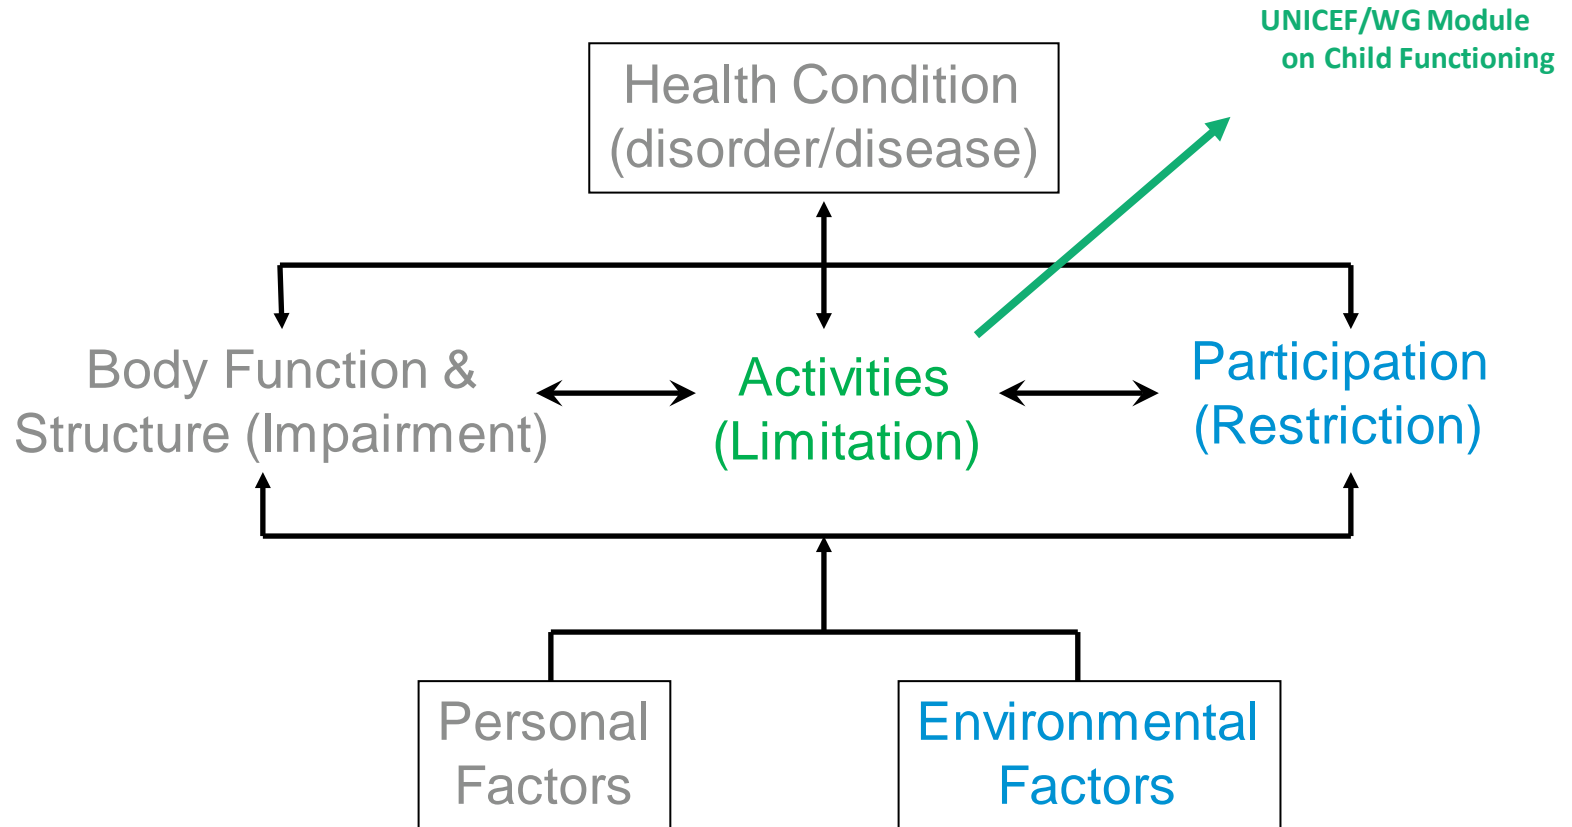 UNICEF/WG Module
on Child Functioning
Health Condition
(disorder/disease)
Body Function &
Structure (Impairment)
Activities
(Limitation)
Participation
(Restriction)
Personal
Factors
Environmental
Factors